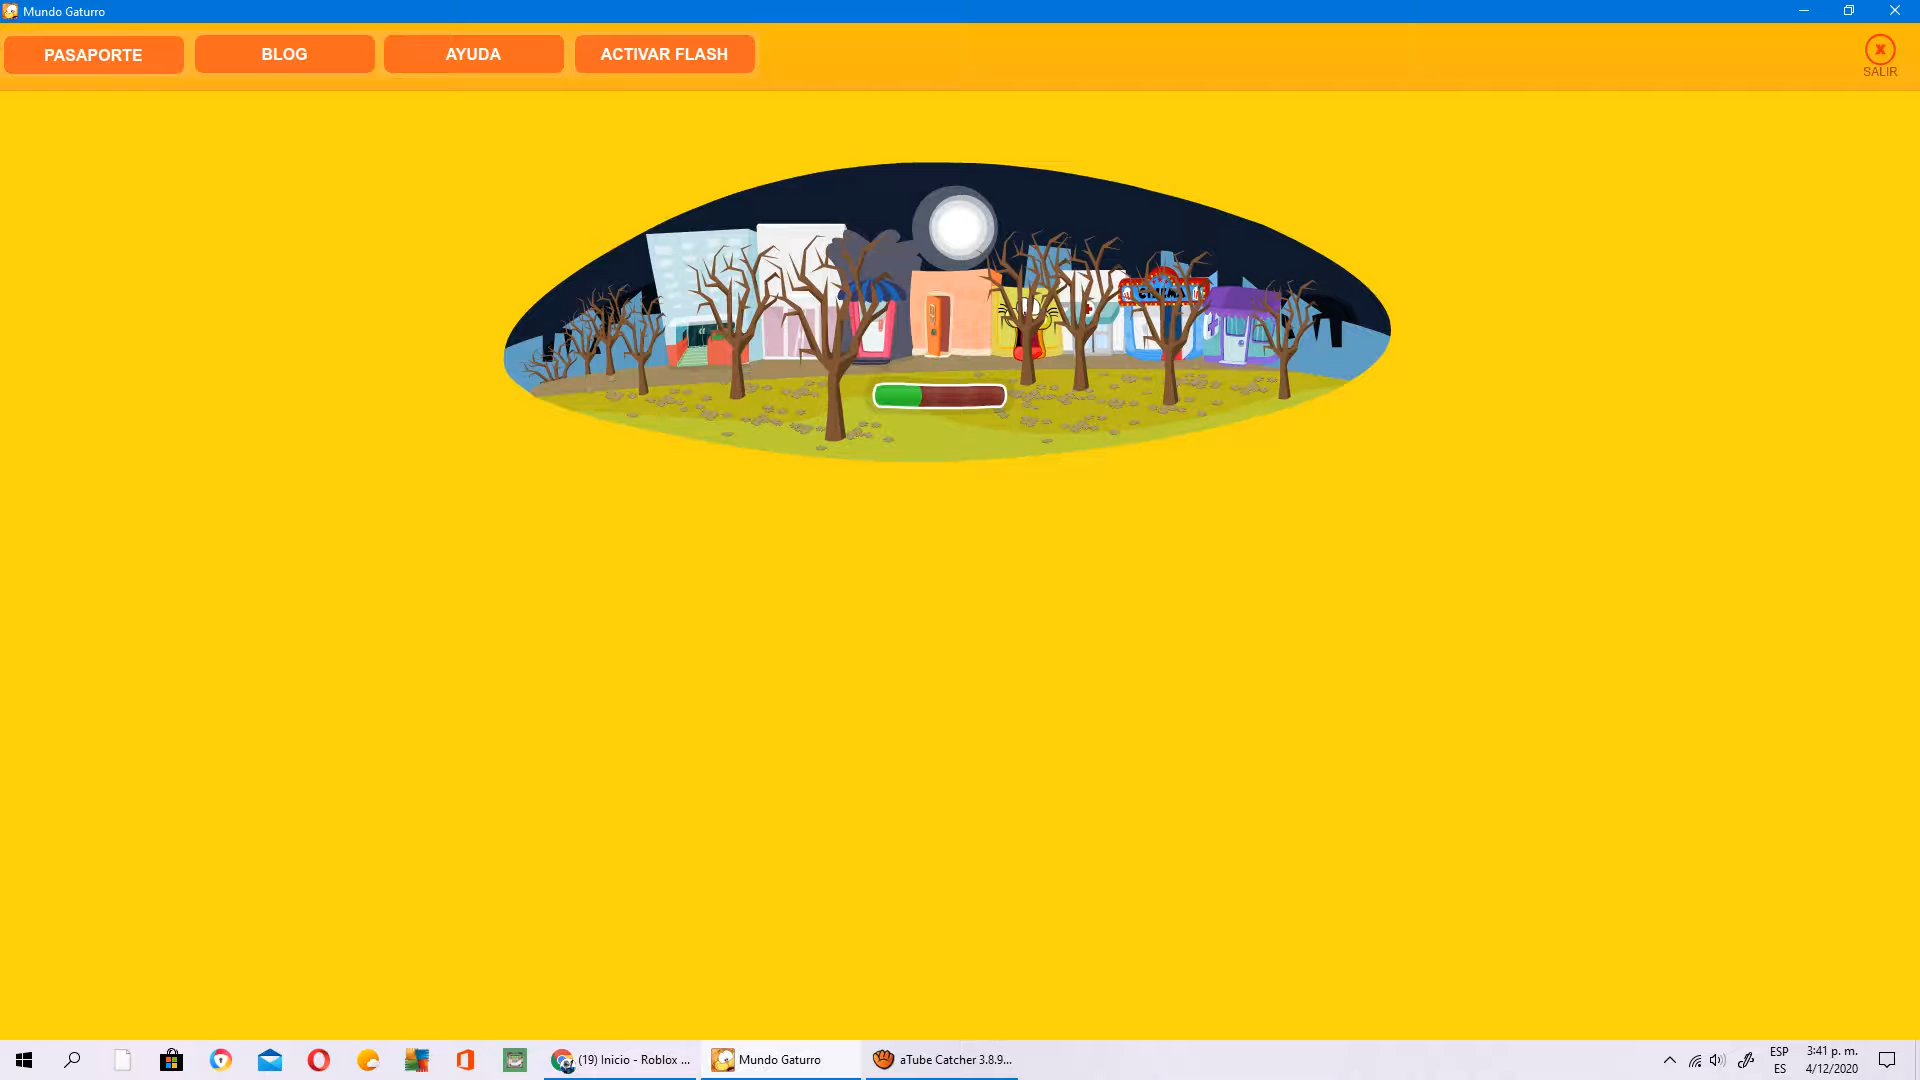 Mundo Gaturro
PASAPORTE
BLOG
AYUDA
ACTIVAR FLASH
X
SALIR
CINEMA
(19) Inicio - Roblox ...
Mundo Gaturro
aTube Catcher 3.8.9...
ESP
ES
3:41 p. m.
4/12/2020